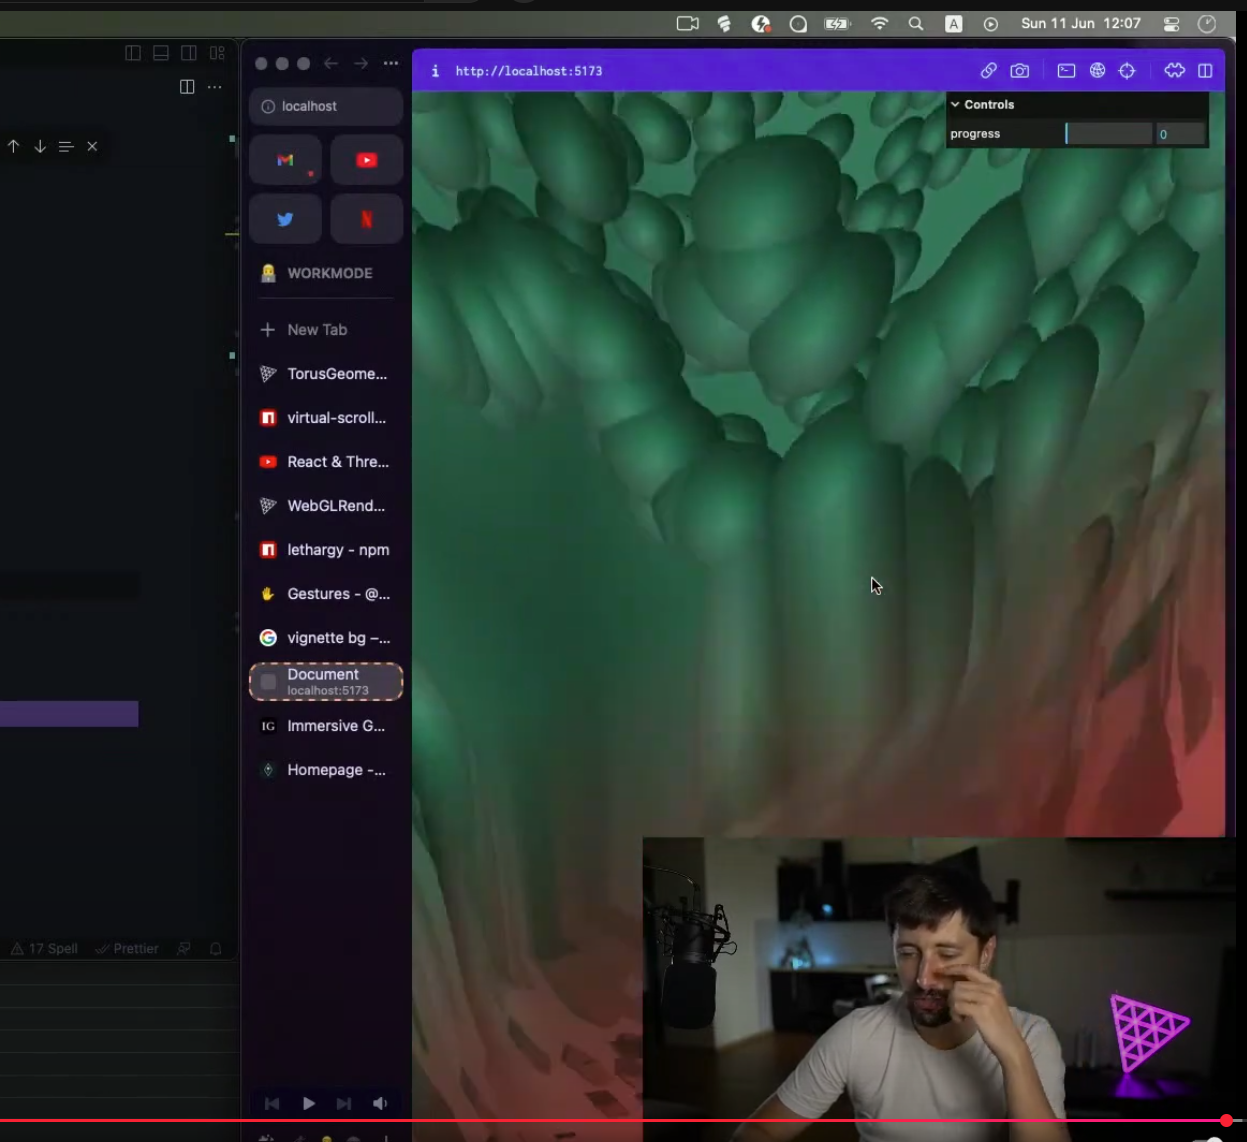 A
Sun 11 Jun 12:07
i
http://localhost:5173
localhost
Controls
progress
0
WORKMODE
New Tab
TorusGeome...
virtual-scroll...
React & Thre...
WebGLRend...
lethargy - npm
Gestures - @...
vignette bg –...
Document
localhost:5173
IG
Immersive G...
Homepage -...
17 Spell
Prettier